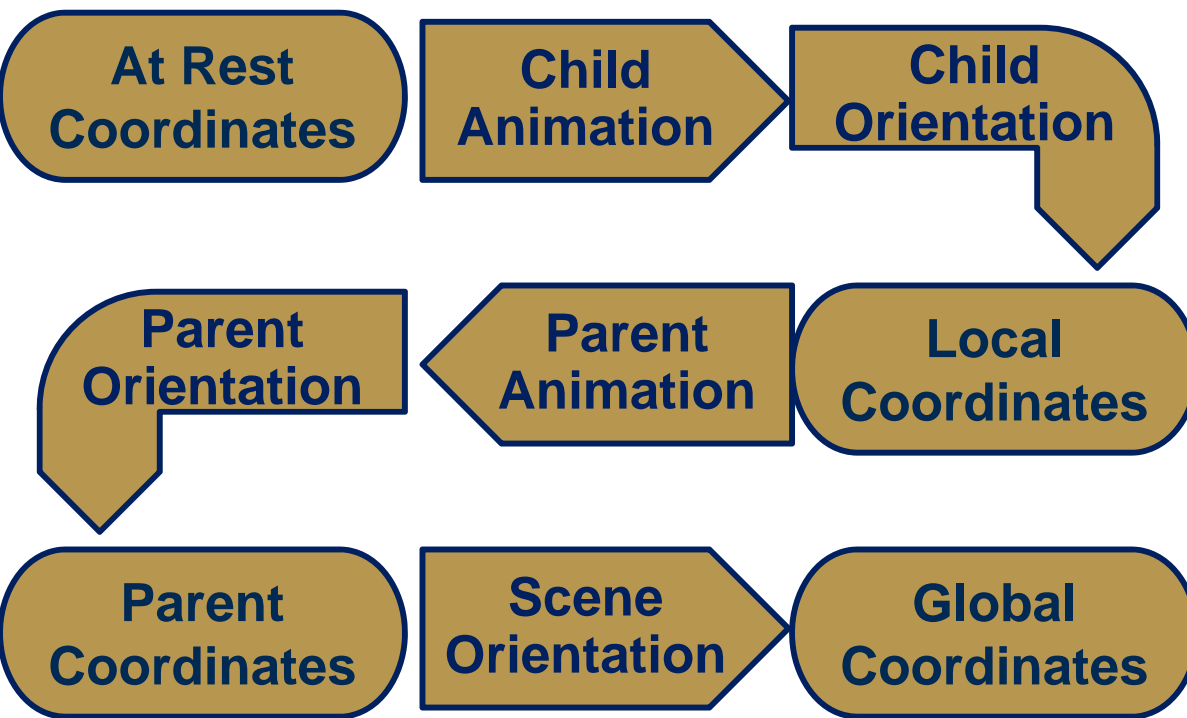 At Rest
Coordinates
Child
Animation
Child
Orientation
Parent
Orientation
Parent
Animation
Local
Coordinates
Parent
Coordinates
Scene
Orientation
Global
Coordinates